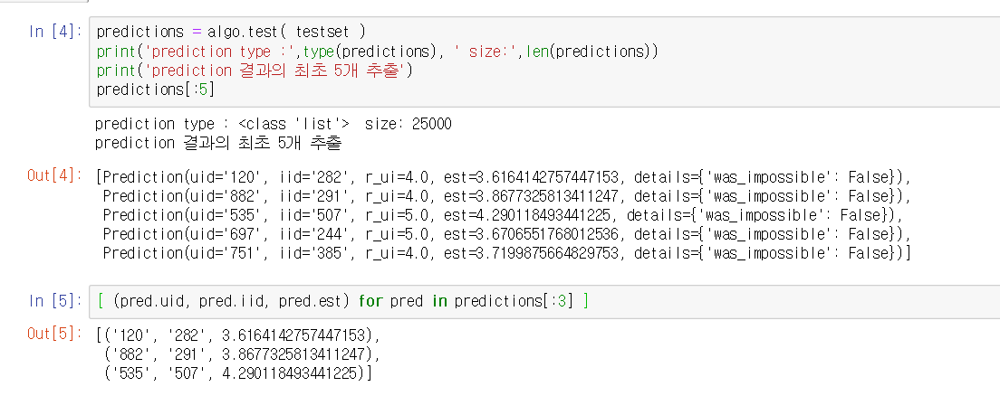 In [4]: predictions = algo.test( testset )
print('prediction type :',type(predictions), ' size:',len(predictions))
print('prediction 결과의 최초 5개 추출')
predictions[:5]
prediction type : <class 'list'>  size: 25000
prediction 결과의 최초 5개 추출
Out[4]: [Prediction(uid='120', iid='282', r_ui=4.0, est=3.6164142757447153, details={'was_impossible': False}),
Prediction(uid='882', iid='291', r_ui=4.0, est=3.8677325813411247, details={'was_impossible': False}),
Prediction(uid='535', iid='507', r_ui=5.0, est=4.290118493441225, details={'was_impossible': False}),
Prediction(uid='697', iid='244', r_ui=5.0, est=3.6706551768012536, details={'was_impossible': False}),
Prediction(uid='751', iid='385', r_ui=4.0, est=3.7199875664829753, details={'was_impossible': False})]
In [5]: [ (pred.uid, pred.iid, pred.est) for pred in predictions[:3] ]
Out[5]: [('120', '282', 3.6164142757447153),
('882', '291', 3.8677325813411247),
('535', '507', 4.290118493441225)]